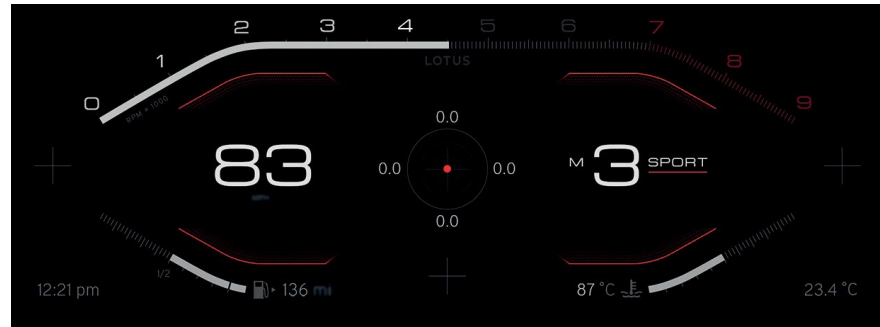 0 1 2 3 4 5 6 7 8 9
RPM × 1000
LOTUS
0.0
83
0.0 0.0
M 3 SPORT
0.0
1/2
12:21 pm
136 mi
87 °C
23.4 °C